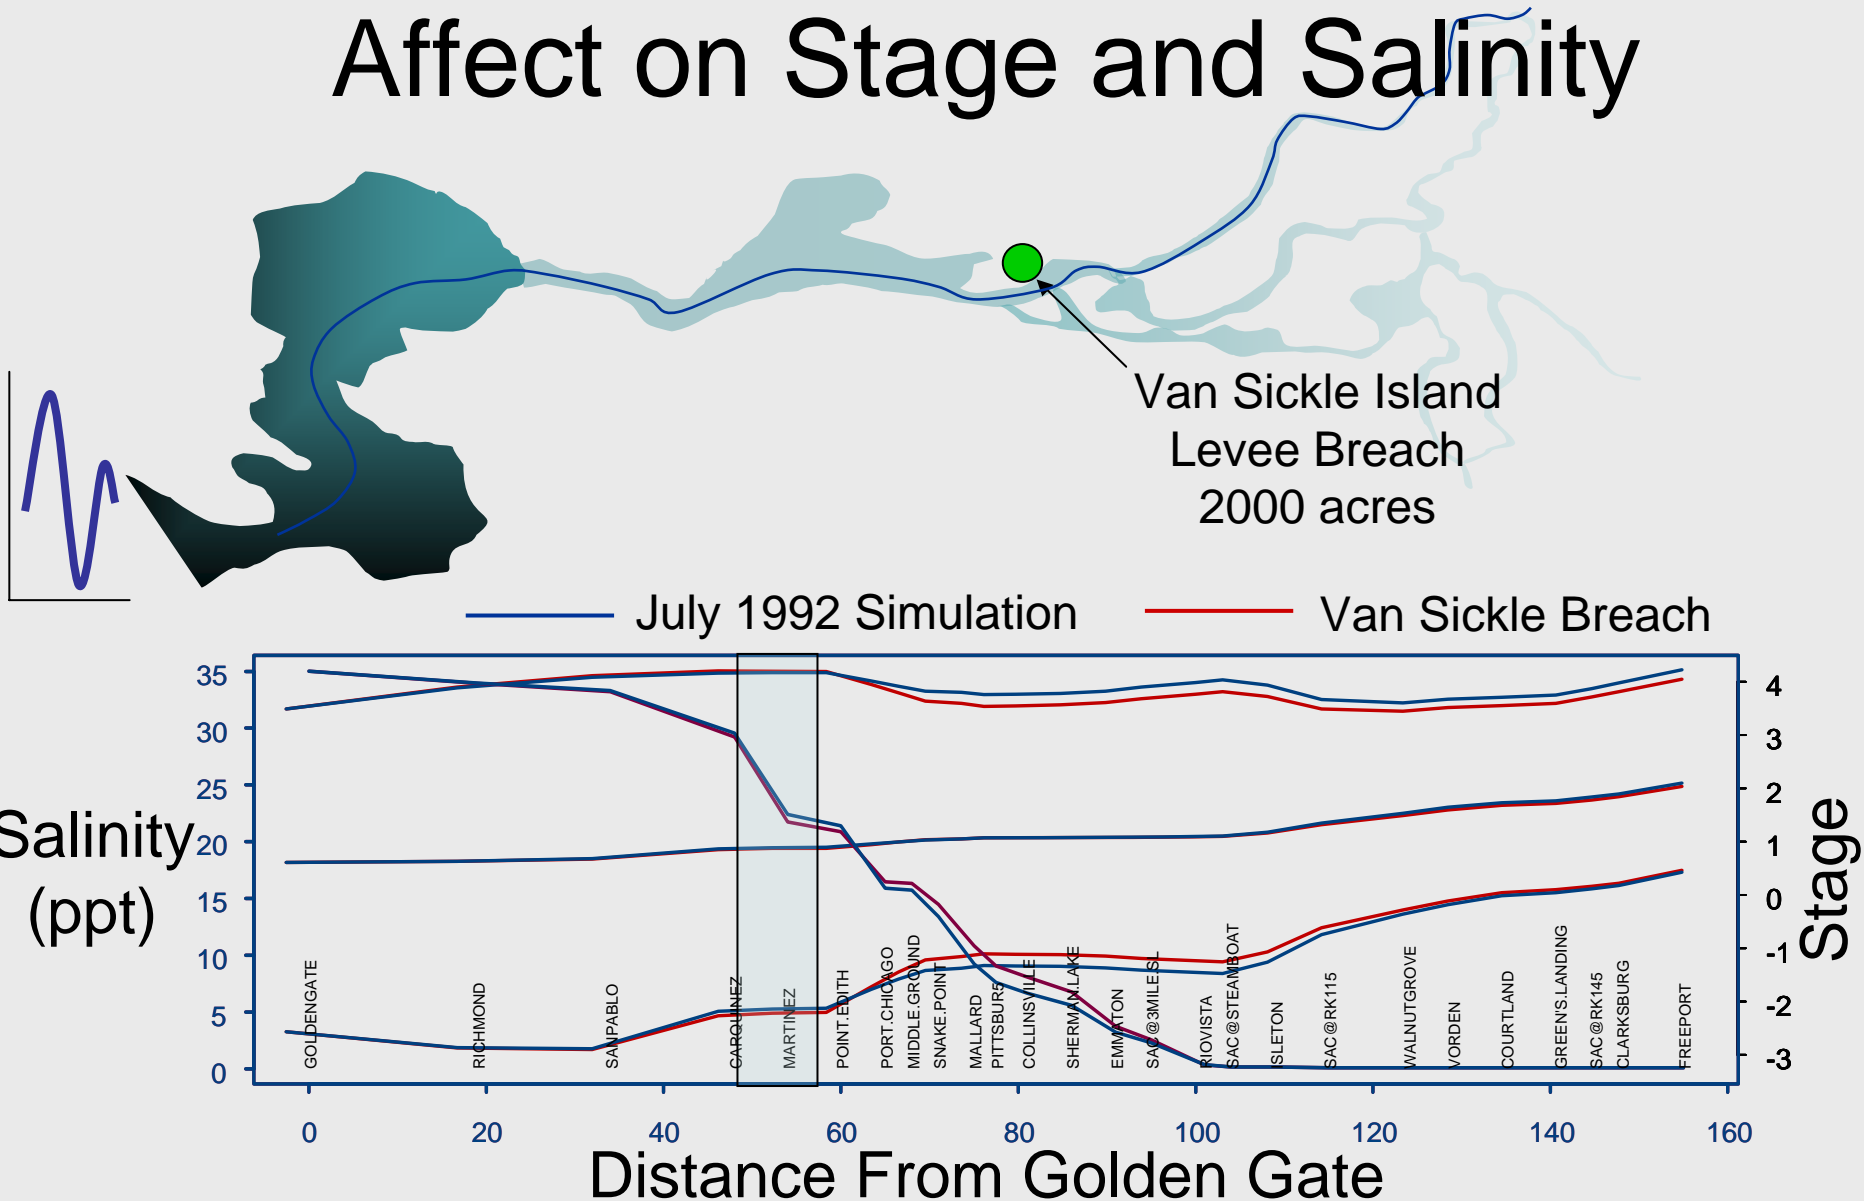 Affect on Stage and Salinity
Van Sickle Island
Levee Breach
2000 acres
July 1992 Simulation
Van Sickle Breach
35
30
25
20
15
10
5
0
Salinity
(ppt)
4
3
2
1
0
-1
-2
-3
Stage
GOLDENGATE
RICHMOND
SANPABLO
CARQUINEZ
MARTINEZ
POINT.EDITH
PORT.CHICAGO
MIDDLE.GROUND
SNAKE.POINT
MALLARD
PITTSBUR5
COLLINSVILLE
SHERMAN.LAKE
EMMATON
SAC@3MILE.SL
RIOVISTA
SAC@STEAMBOAT
ISLETON
SAC@RK115
WALNUTGROVE
VORDEN
COURTLAND
GREEN'S.LANDING
SAC@RK145
CLARKSBURG
FREEPORT
0 20 40 60 80 100 120 140 160
Distance From Golden Gate